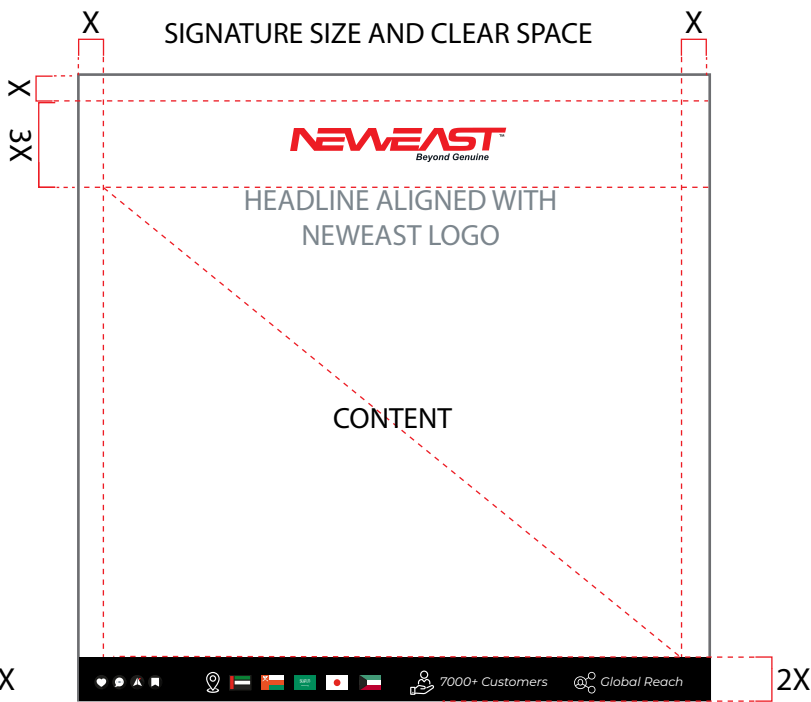 X
SIGNATURE SIZE AND CLEAR SPACE
X
X
3X
NEWEAST™
Beyond Genuine
HEADLINE ALIGNED WITH
NEWEAST LOGO
CONTENT
X
7000+ Customers
Global Reach
2X